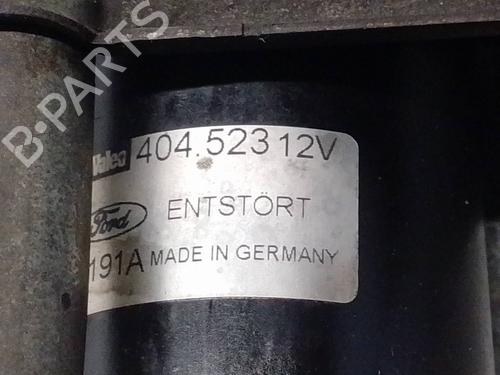 B-PARTS
Valeo 404.523 12V
Ford ENTSTÖRT
191A MADE IN GERMANY